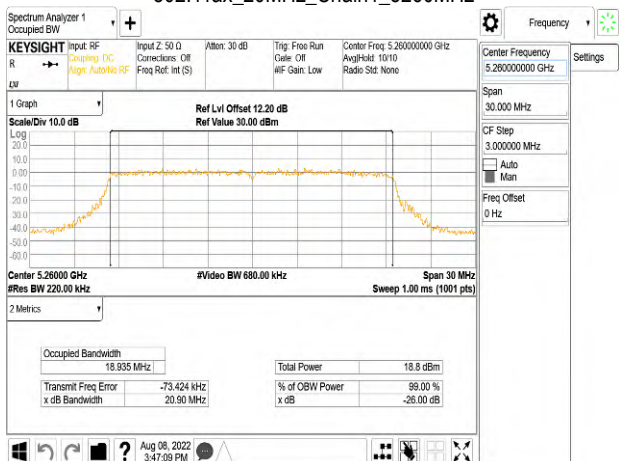 Spectrum Analyzer 1
Occupied BW
+
Frequency
KEYSIGHT
R
Input: RF
Coupling: DC
Align: Auto/No RF
Input Z: 50 Ω
Corrections: Off
Freq Ref: Int (S)
Atten: 30 dB
Trig: Free Run
Gate: Off
#IF Gain: Low
Center Freq: 5.260000000 GHz
Avg|Hold: 10/10
Radio Std: None
Center Frequency
5.260000000 GHz
Settings
Span
30.000 MHz
CF Step
3.000000 MHz
Auto
Man
Freq Offset
0 Hz
1 Graph
Scale/Div 10.0 dB
Ref Lvl Offset 12.20 dB
Ref Value 30.00 dBm
Log
20.0
10.0
0.00
-10.0
-20.0
-30.0
-40.0
-50.0
-60.0
Center 5.26000 GHz
#Res BW 220.00 kHz
#Video BW 680.00 kHz
Span 30 MHz
Sweep 1.00 ms (1001 pts)
2 Metrics
Occupied Bandwidth
18.935 MHz
Total Power 18.8 dBm
Transmit Freq Error -73.424 kHz
% of OBW Power 99.00 %
x dB Bandwidth 20.90 MHz
x dB -26.00 dB
?
Aug 08, 2022
3:47:09 PM